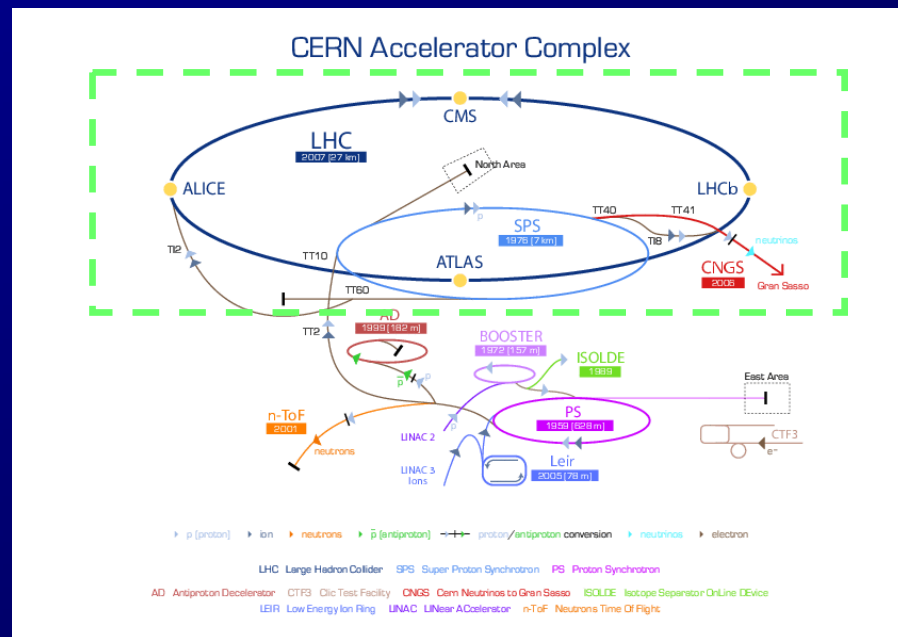 CERN Accelerator Complex
CMS
LHC
2007 (27 km)
North Area
ALICE
LHCb
TT40
TT41
p
SPS
1976 (7 km)
TI8
neutrinos
TI2
TT10
ATLAS
CNGS
2006
Gran Sasso
TT60
AD
1999 (182 m)
TT2
BOOSTER
1972 (157 m)
ISOLDE
1989
p̄
p
East Area
n-ToF
2001
PS
1959 (628 m)
LINAC 2
p
neutrons
CTF3
e-
LINAC 3
Ions
Leir
2005 (78 m)
p (proton) ion neutrons p̄ (antiproton) proton/antiproton conversion neutrinos electron
LHC Large Hadron Collider SPS Super Proton Synchrotron PS Proton Synchrotron
AD Antiproton Decelerator CTF3 Clic Test Facility CNGS Cern Neutrinos to Gran Sasso ISOLDE Isotope Separator OnLine DEvice
LEIR Low Energy Ion Ring LINAC LINear ACcelerator n-ToF Neutrons Time Of Flight